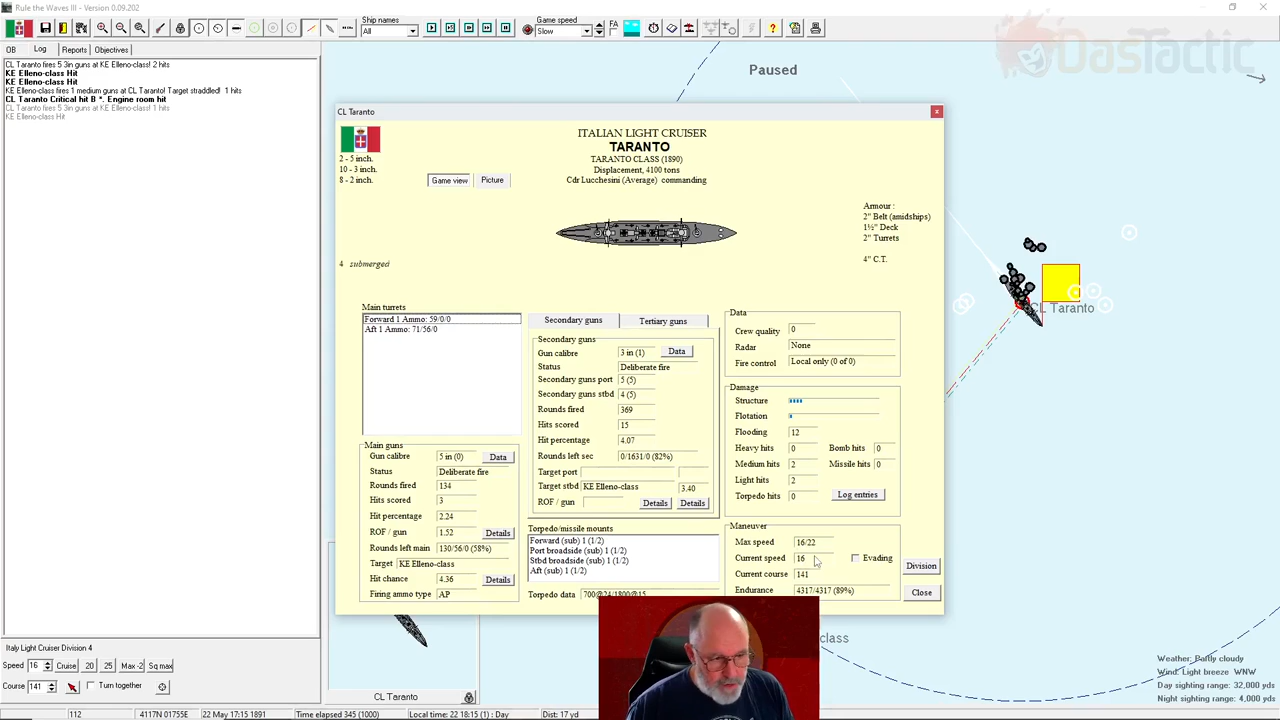 Rule the Waves III - Version 0.09.202
Ship names
All
Game speed
Slow
FA
OB
Log
Reports
Objectives
DasTactic
Paused
CL Taranto fires 5 3in guns at KE Elleno-class! 2 hits
KE Elleno-class Hit
KE Elleno-class Hit
KE Elleno-class fires 1 medium guns at CL Taranto! Target straddled! 1 hits
CL Taranto Critical hit B *. Engine room hit
CL Taranto fires 5 3in guns at KE Elleno-class! 1 hits
KE Elleno-class Hit
CL Taranto
ITALIAN LIGHT CRUISER
TARANTO
TARANTO CLASS (1890)
Displacement, 4100 tons
Cdr Lucchesini (Average) commanding
2 - 5 inch.
10 - 3 inch.
8 - 2 inch.
Game view
Picture
Armour :
2" Belt (amidships)
1½" Deck
2" Turrets
4" C.T.
4 submerged
Main turrets
Forward 1 Ammo: 59/0/0
Aft 1 Ammo: 71/56/0
Main guns
Gun calibre 5 in (0) Data
Status Deliberate fire
Rounds fired 134
Hits scored 3
Hit percentage 2.24
ROF / gun 1.52 Details
Rounds left main 130/56/0 (58%)
Target KE Elleno-class
Hit chance 4.36 Details
Firing ammo type AP
Secondary guns
Tertiary guns
Secondary guns
Gun calibre 3 in (1) Data
Status Deliberate fire
Secondary guns port 5 (5)
Secondary guns stbd 4 (5)
Rounds fired 369
Hits scored 15
Hit percentage 4.07
Rounds left sec 0/1631/0 (82%)
Target port
Target stbd KE Elleno-class 3.40
ROF / gun Details Details
Torpedo/missile mounts
Forward (sub) 1 (1/2)
Port broadside (sub) 1 (1/2)
Stbd broadside (sub) 1 (1/2)
Aft (sub) 1 (1/2)
Torpedo data 700@24/1800@15
Data
Crew quality 0
Radar None
Fire control Local only (0 of 0)
Damage
Structure
Flotation
Flooding 12
Heavy hits 0 Bomb hits 0
Medium hits 2 Missile hits 0
Light hits 2
Torpedo hits 0 Log entries
Maneuver
Max speed 16/22
Current speed 16 Evading
Current course 141
Endurance 4317/4317 (89%)
Division
Close
CL Taranto
class
Italy Light Cruiser Division 4
Speed 16 Cruise 20 25 Max -2 Sq max
Course 141 Turn together
CL Taranto
Weather: Partly cloudy
Wind: Light breeze WNW
Day sighting range: 32,000 yds
Night sighting range: 4,000 yds
112
4117N 01755E
22 May 17:15 1891
Time elapsed 345 (1000)
Local time: 22 18:15 (1) : Day
Dist: 17 yd